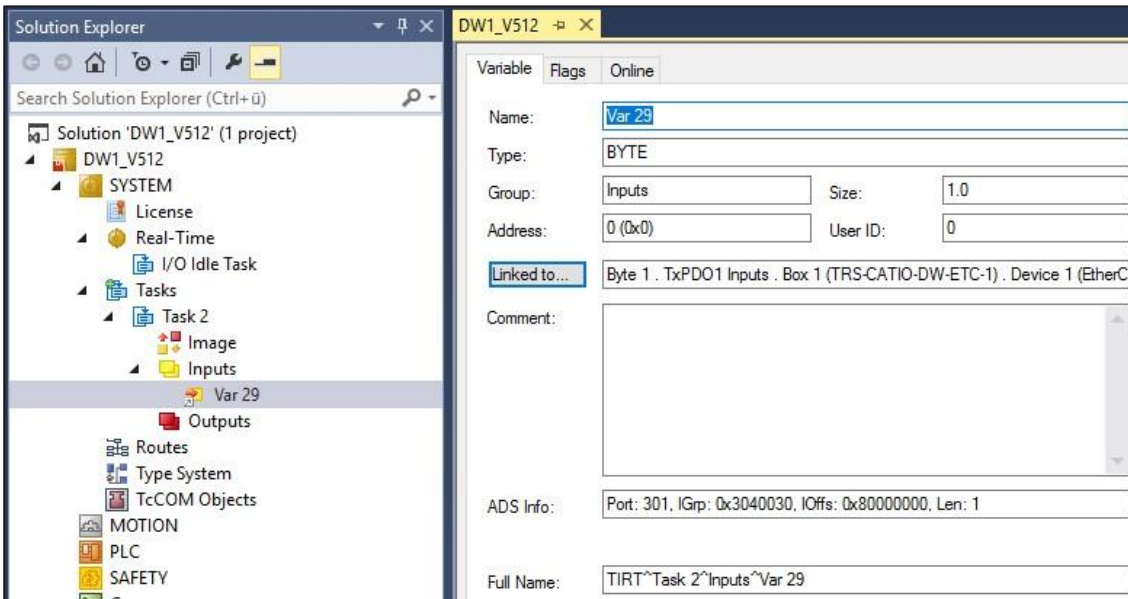 Solution Explorer
Search Solution Explorer (Ctrl+ü)
Solution 'DW1_V512' (1 project)
DW1_V512
SYSTEM
License
Real-Time
I/O Idle Task
Tasks
Task 2
Image
Inputs
Var 29
Outputs
Routes
Type System
TcCOM Objects
MOTION
PLC
SAFETY
DW1_V512
Variable Flags Online
Name: Var 29
Type: BYTE
Group: Inputs Size: 1.0
Address: 0 (0x0) User ID: 0
Linked to... Byte 1 . TxPDO1 Inputs . Box 1 (TRS-CATIO-DW-ETC-1) . Device 1 (EtherC
Comment:
ADS Info: Port: 301, IGrp: 0x3040030, IOffs: 0x80000000, Len: 1
Full Name: TIRT^Task 2^Inputs^Var 29